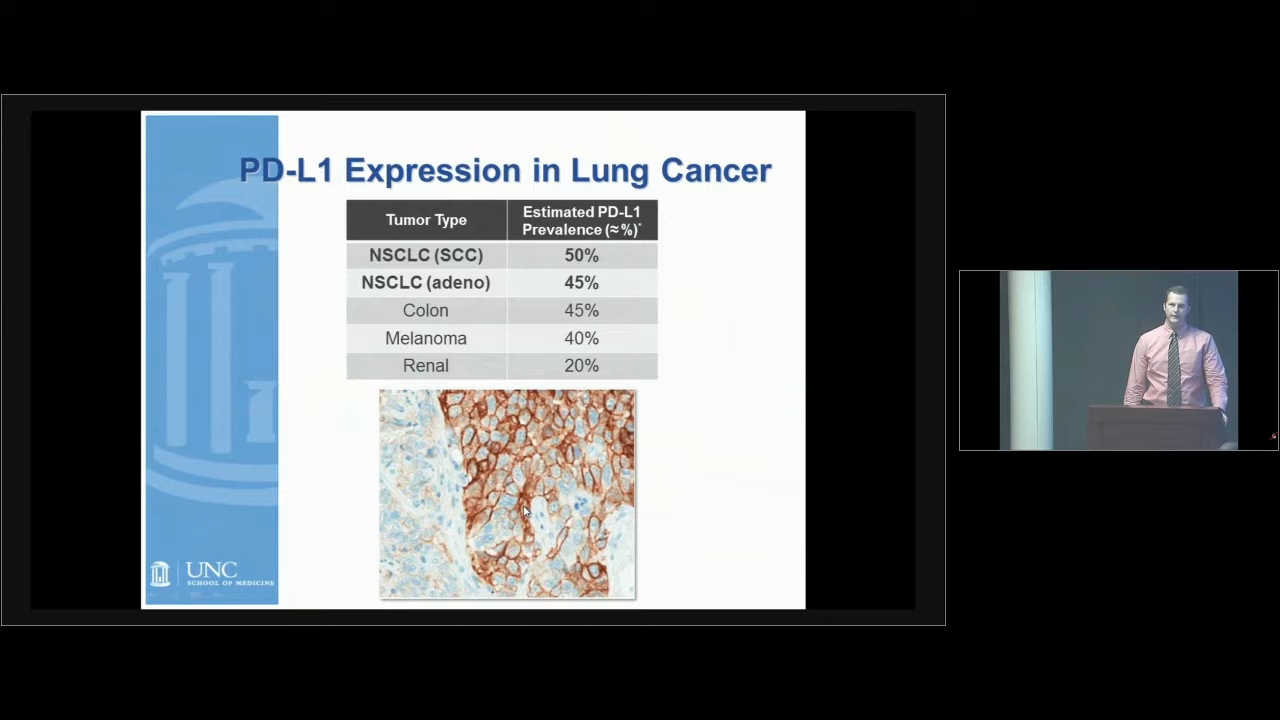 PD-L1 Expression in Lung Cancer
Tumor Type
Estimated PD-L1
Prevalence (≈%)*
NSCLC (SCC) 50%
NSCLC (adeno) 45%
Colon 45%
Melanoma 40%
Renal 20%
UNC
SCHOOL OF MEDICINE